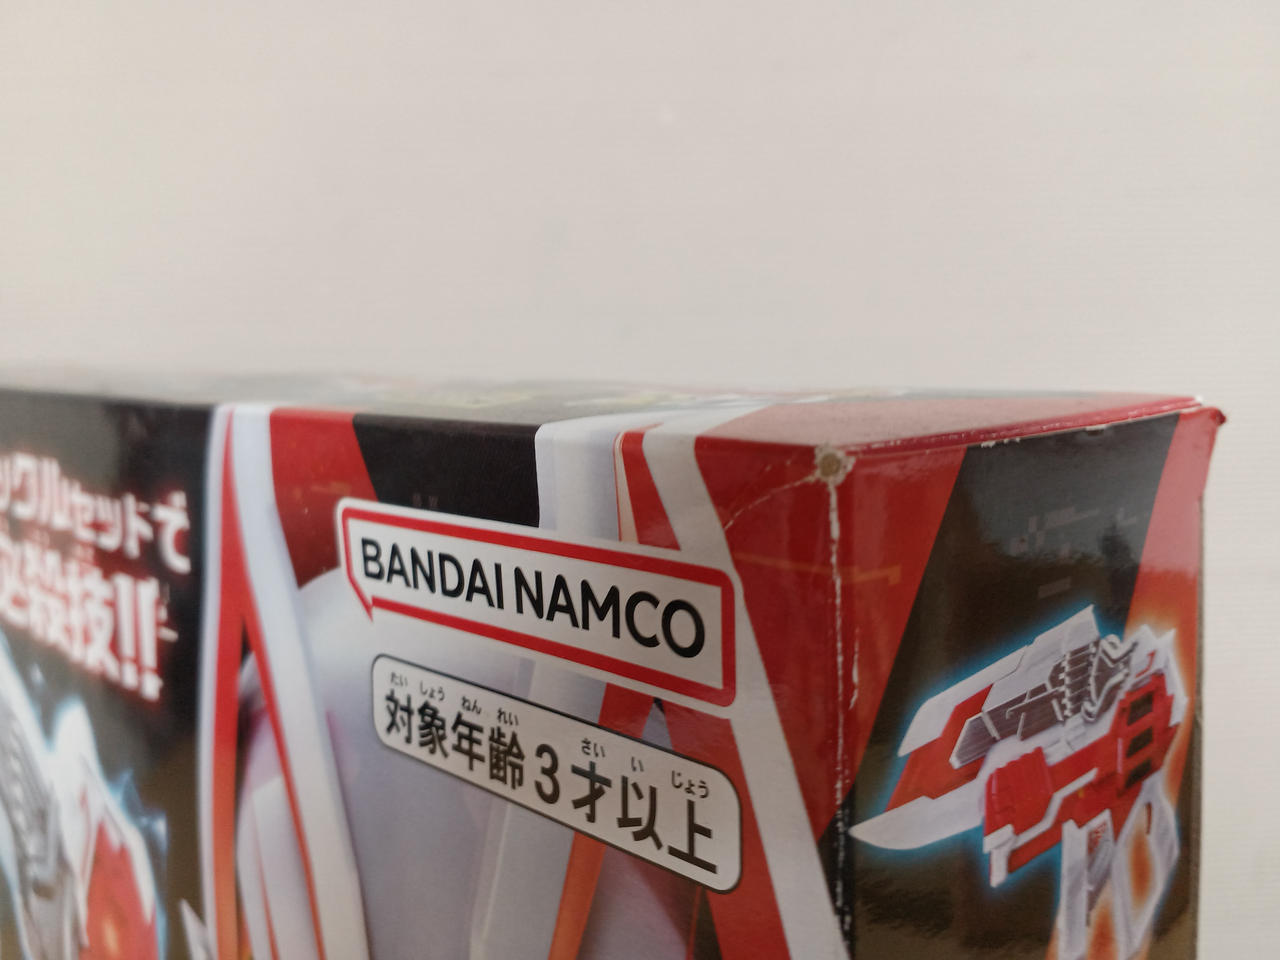 ックルセットで
必殺技!!
BANDAI NAMCO
たい しょう ねん れい さい い じょう
対象年齢3才以上